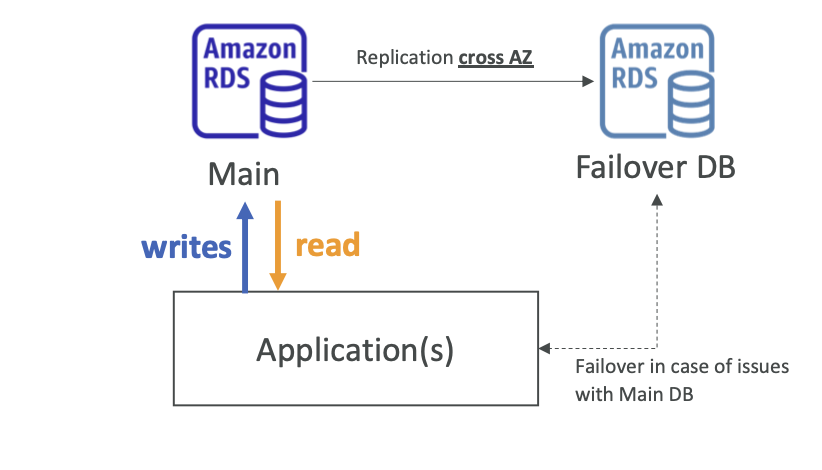 Amazon
RDS
Replication cross AZ
Amazon
RDS
Main
Failover DB
writes
read
Application(s)
Failover in case of issues
with Main DB